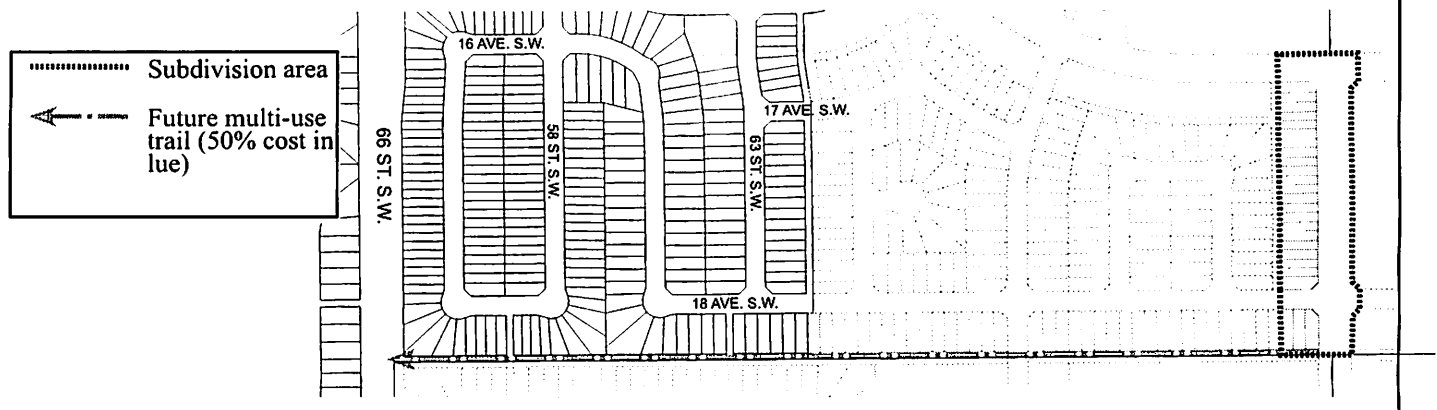 Subdivision area
Future multi-use
trail (50% cost in
lue)
16 AVE. S.W.
17 AVE. S.W.
66 ST. S.W.
58 ST. S.W.
63 ST. S.W.
18 AVE. S.W.